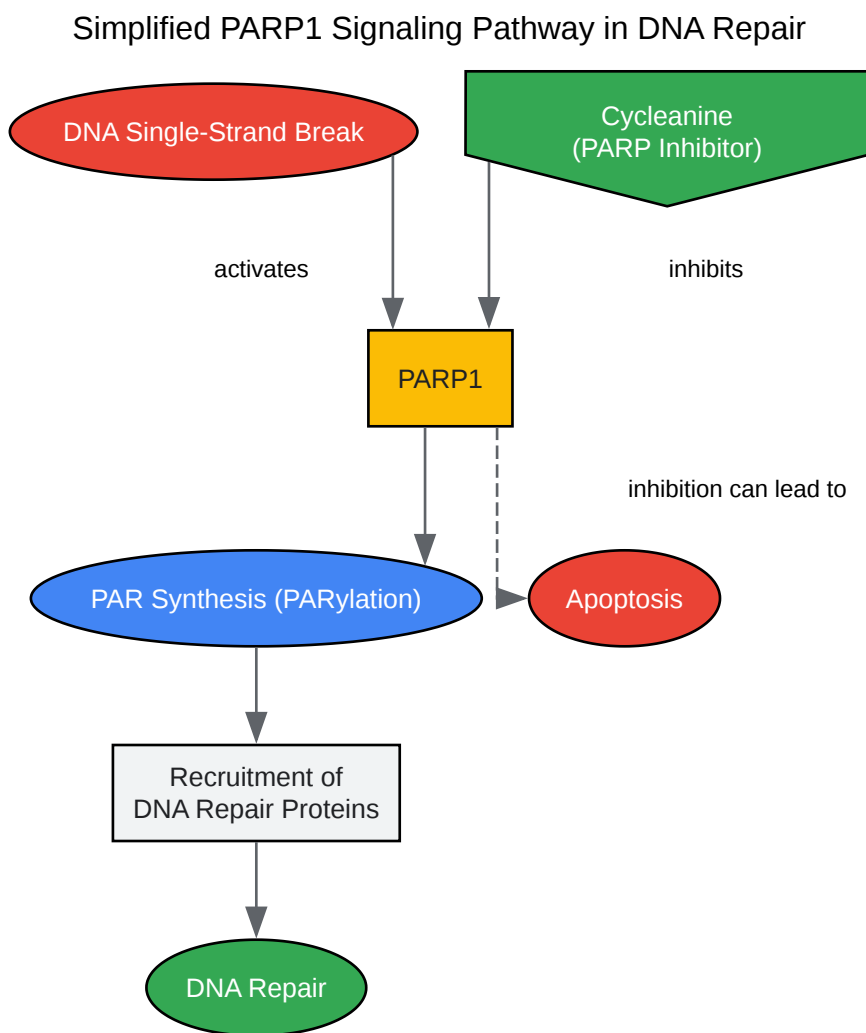 Simplified PARP1 Signaling Pathway in DNA Repair
DNA Single-Strand Break
Cycleanine
(PARP Inhibitor)
activates
inhibits
PARP1
inhibition can lead to
PAR Synthesis (PARylation)
Apoptosis
Recruitment of
DNA Repair Proteins
DNA Repair